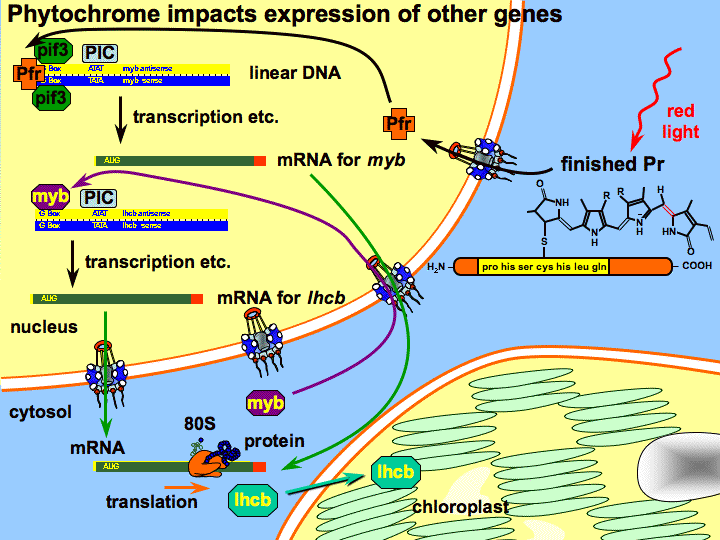 Phytochrome impacts expression of other genes
pif3
PIC
Pfr
G Box ATAT myb antisense
TATA myb sense
linear DNA
pif3
transcription etc.
Pfr
red
light
AUG
mRNA for myb
finished Pr
myb
PIC
G Box ATAT lhcb antisense
G Box TATA lhcb sense
O
NH
R
R
H
N
H
N
N
H
HN
O
S
transcription etc.
H2N
pro his ser cys his leu gln
COOH
AUG
mRNA for lhcb
nucleus
cytosol
myb
80S
protein
mRNA
AUG
translation
lhcb
lhcb
chloroplast